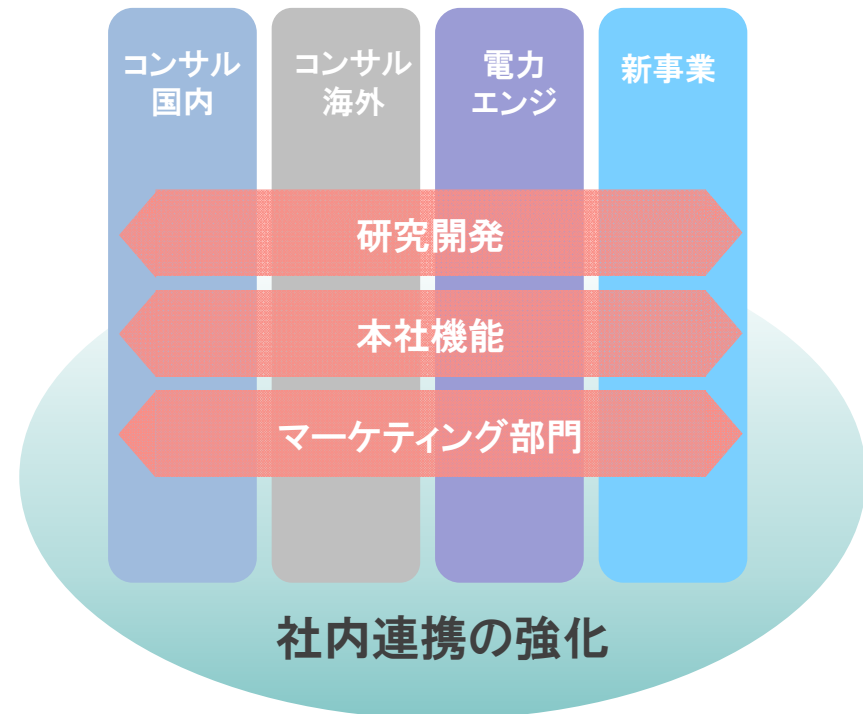 コンサル
国内
コンサル
海外
電力
エンジ
新事業
研究開発
本社機能
マーケティング部門
社内連携の強化